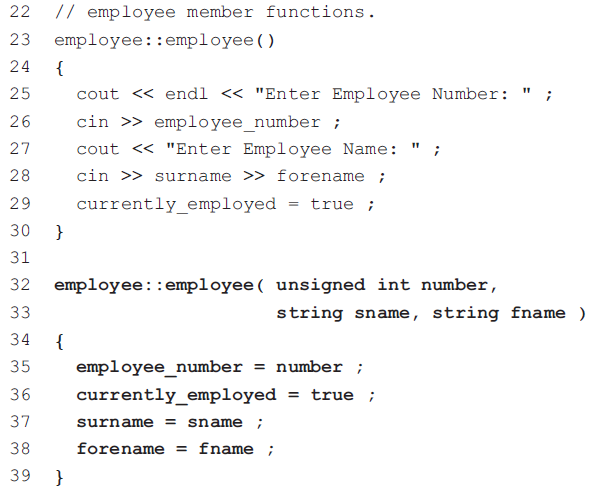 22 // employee member functions.
23 employee::employee()
24 {
25   cout << endl << "Enter Employee Number: " ;
26   cin >> employee_number ;
27   cout << "Enter Employee Name: " ;
28   cin >> surname >> forename ;
29   currently_employed = true ;
30 }
31
32 employee::employee( unsigned int number,
33                     string sname, string fname )
34 {
35   employee_number = number ;
36   currently_employed = true ;
37   surname = sname ;
38   forename = fname ;
39 }